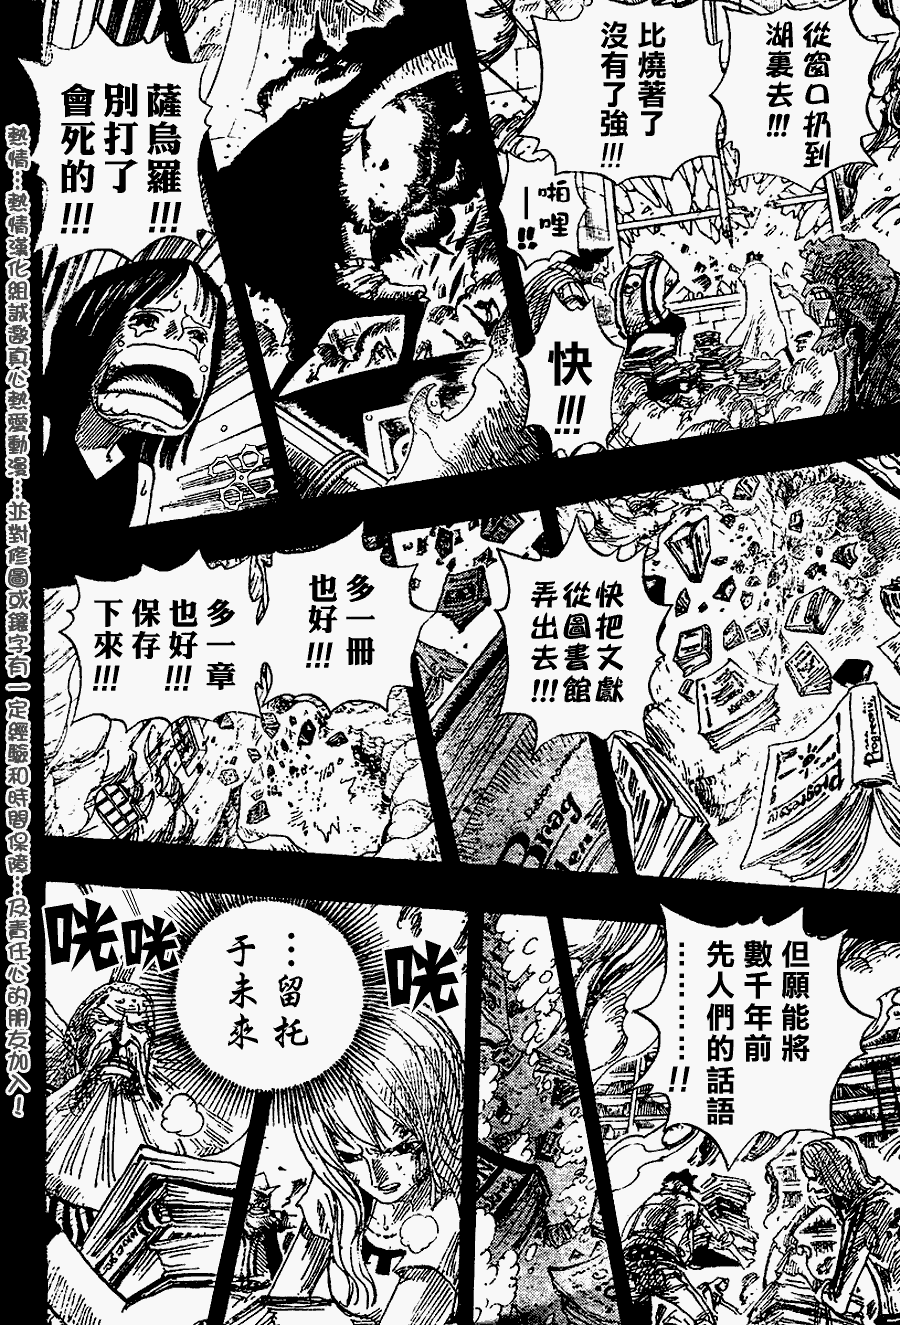 從窗口扔到
湖裏去!!!
比燒著了
沒有了強!!!
啪
哩
—!!
快!!!
薩烏羅!!!
別打了
會死的!!!
快把文獻
從圖書館
弄出去!!!
多一冊
也好!!!
多一章
也好!!!
保存
下來!!!
Progress
Progress
Berg
但願能將
數千年前
先人們的話語
………………!!
咣
…留托
于未來
咣
咣
熱情…熱情漢化組誠邀真心熱愛動漫…並對修圖或鑲字有一定經驗和時間保障…及責任心的朋友加入!